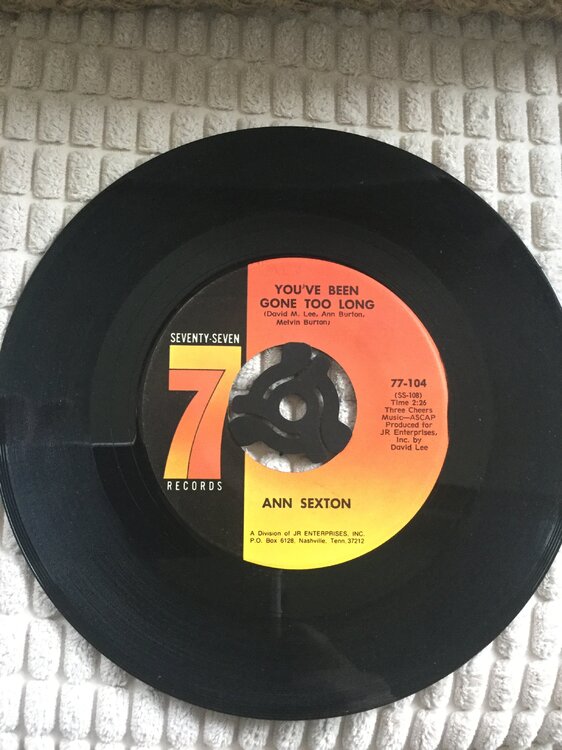 YOU'VE BEEN
GONE TOO LONG
(David M. Lee, Ann Burton,
Melvin Burton)
SEVENTY-SEVEN
7
RECORDS
77-104
(SS-108)
Time 2:26
Three Cheers
Music—ASCAP
Produced for
JR Enterprises,
Inc. by
David Lee
ANN SEXTON
A Division of JR ENTERPRISES, INC.
P.O. Box 6128, Nashville, Tenn. 37212